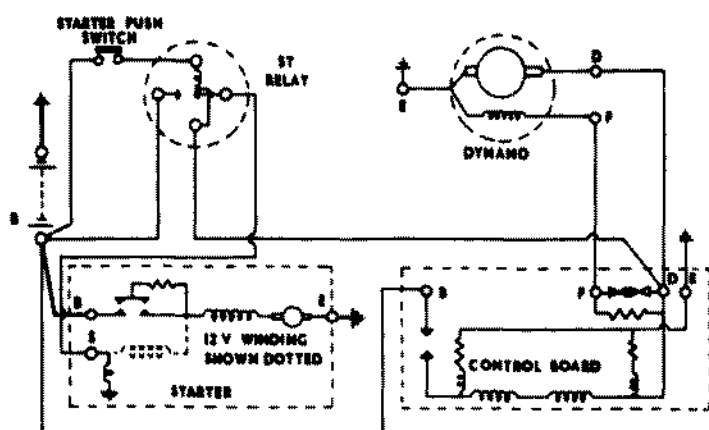 STARTER PUSH
SWITCH
ST
RELAY
D
E
DYNAMO
F
B
B
S
E
12 V WINDING
SHOWN DOTTED
STARTER
B
F
D
E
CONTROL BOARD